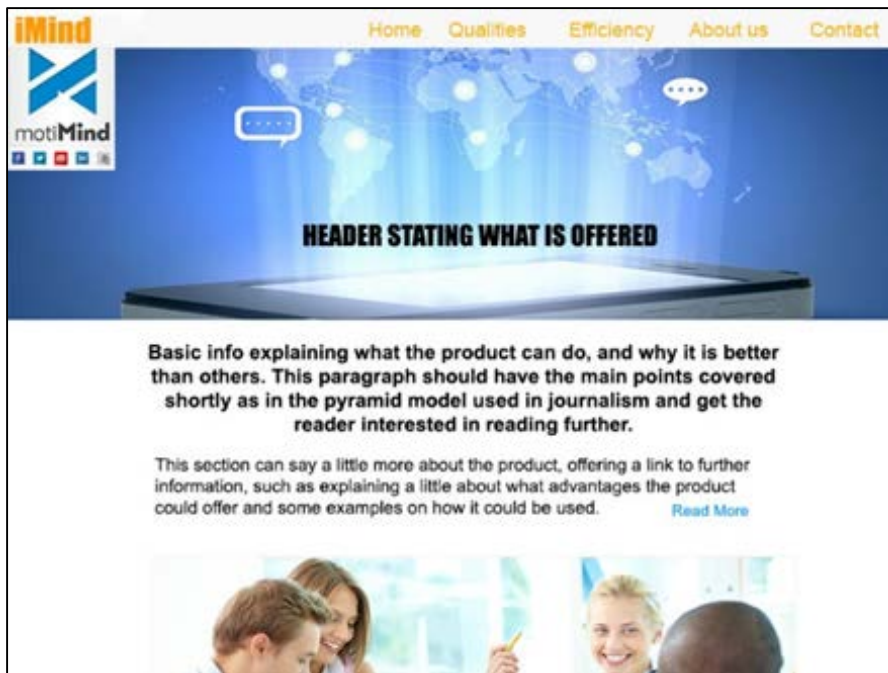 iMind
Home Qualities Efficiency About us Contact
motiMind
HEADER STATING WHAT IS OFFERED
Basic info explaining what the product can do, and why it is better
than others. This paragraph should have the main points covered
shortly as in the pyramid model used in journalism and get the
reader interested in reading further.
This section can say a little more about the product, offering a link to further
information, such as explaining a little about what advantages the product
could offer and some examples on how it could be used. Read More